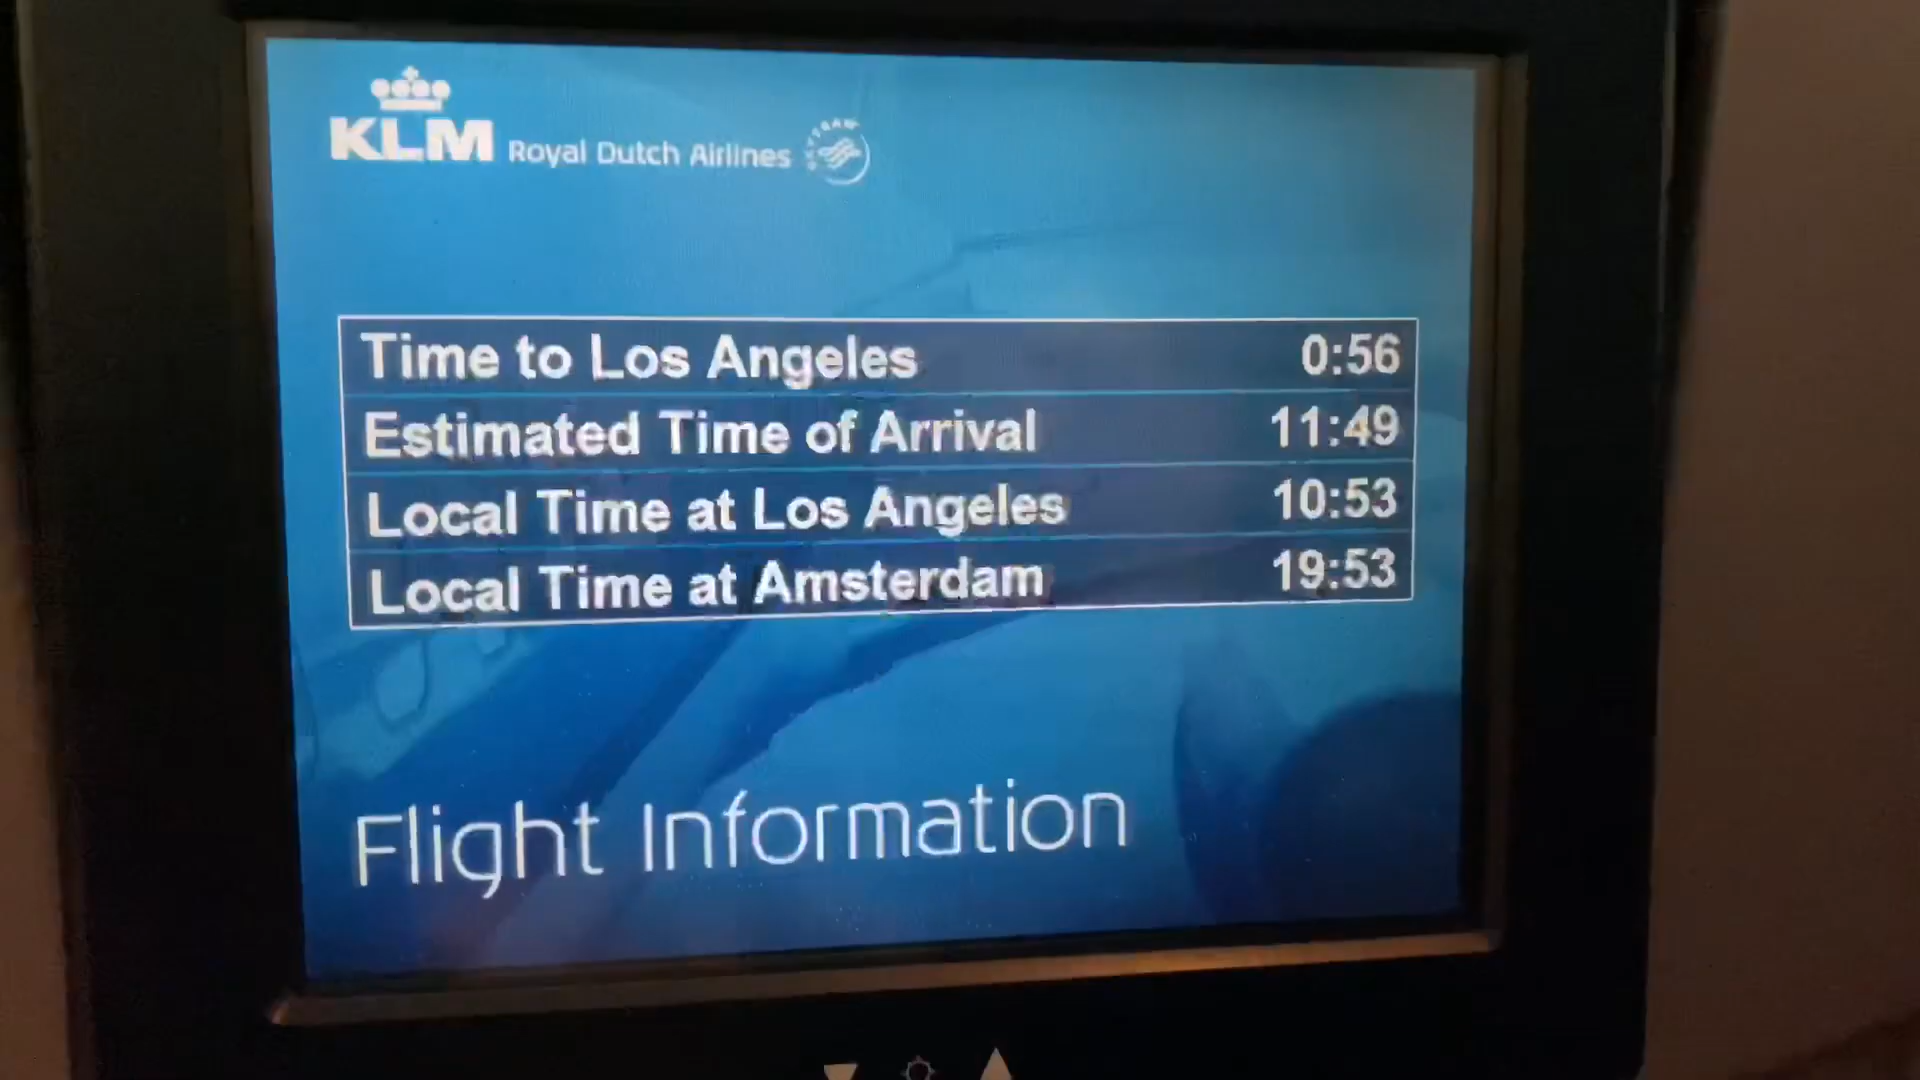 KLM Royal Dutch Airlines SKYTEAM
Time to Los Angeles 0:56
Estimated Time of Arrival 11:49
Local Time at Los Angeles 10:53
Local Time at Amsterdam 19:53
Flight Information